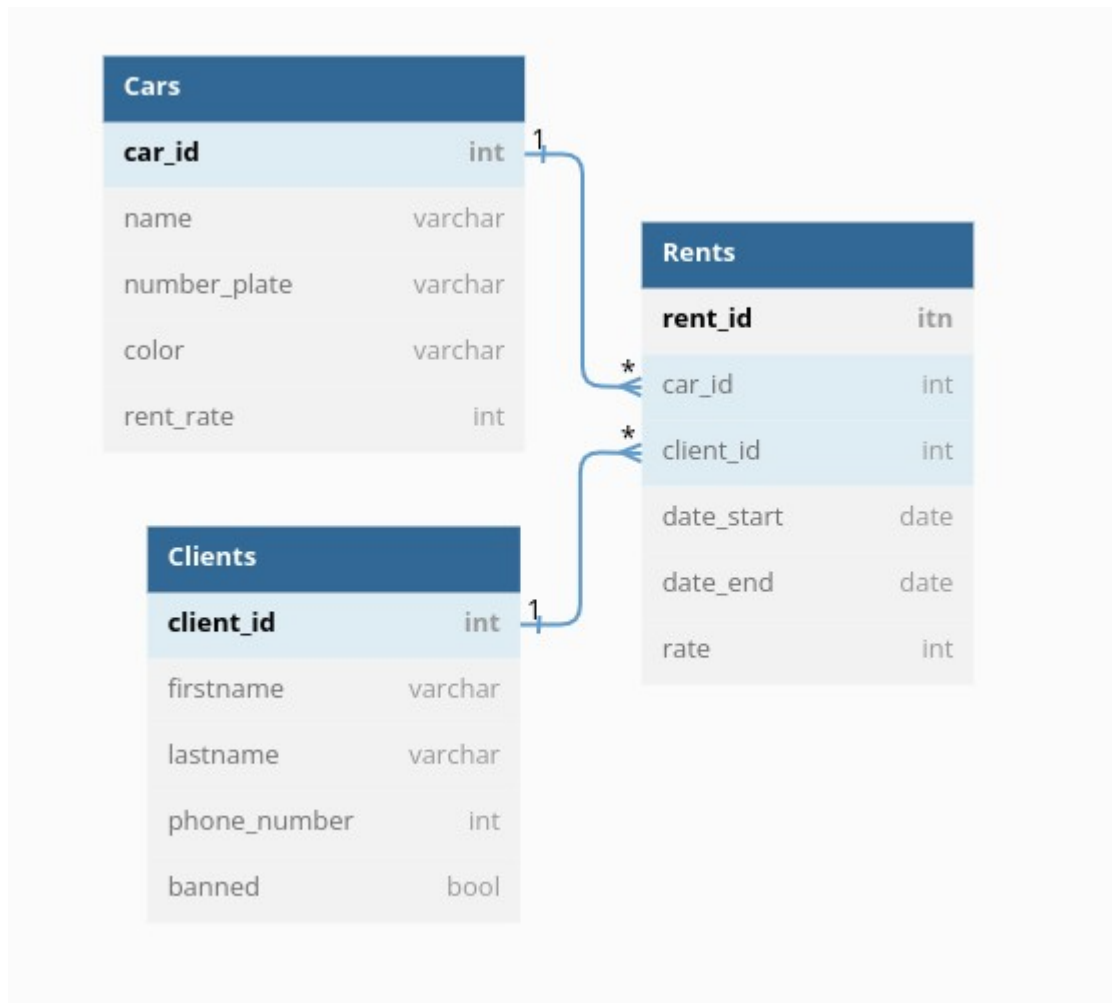 Cars
car_id int
name varchar
number_plate varchar
color varchar
rent_rate int
1
*
Rents
rent_id itn
car_id int
client_id int
date_start date
date_end date
rate int
*
1
Clients
client_id int
firstname varchar
lastname varchar
phone_number int
banned bool